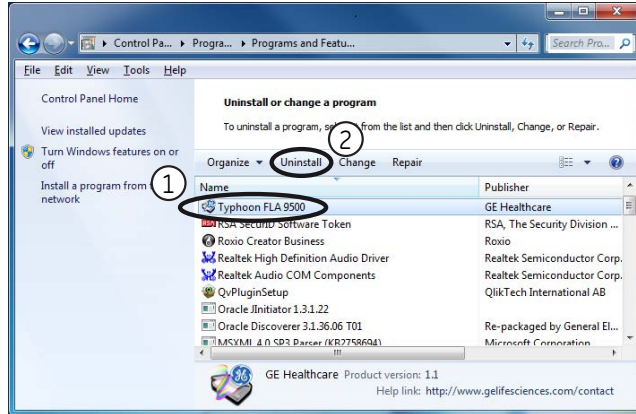 Control Pa... Progra... Programs and Featu... Search Pro...
File Edit View Tools Help
Control Panel Home
View installed updates
Turn Windows features on or
off
Install a program from
network
Uninstall or change a program
To uninstall a program, from the list and then click Uninstall, Change, or Repair.
2
Organize Uninstall Change Repair
1
Name Publisher
Typhoon FLA 9500 GE Healthcare
RSA SecurID Software Token RSA, The Security Division ...
Roxio Creator Business Roxio
Realtek High Definition Audio Driver Realtek Semiconductor Corp.
Realtek Audio COM Components Realtek Semiconductor Corp.
QvPluginSetup QlikTech International AB
Oracle JInitiator 1.3.1.22
Oracle Discoverer 3.1.36.06 T01 Re-packaged by General El...
MSXML 4.0 SP3 Parser (KB2758694) Microsoft Corporation
GE Healthcare Product version: 1.1
Help link: http://www.gelifesciences.com/contact